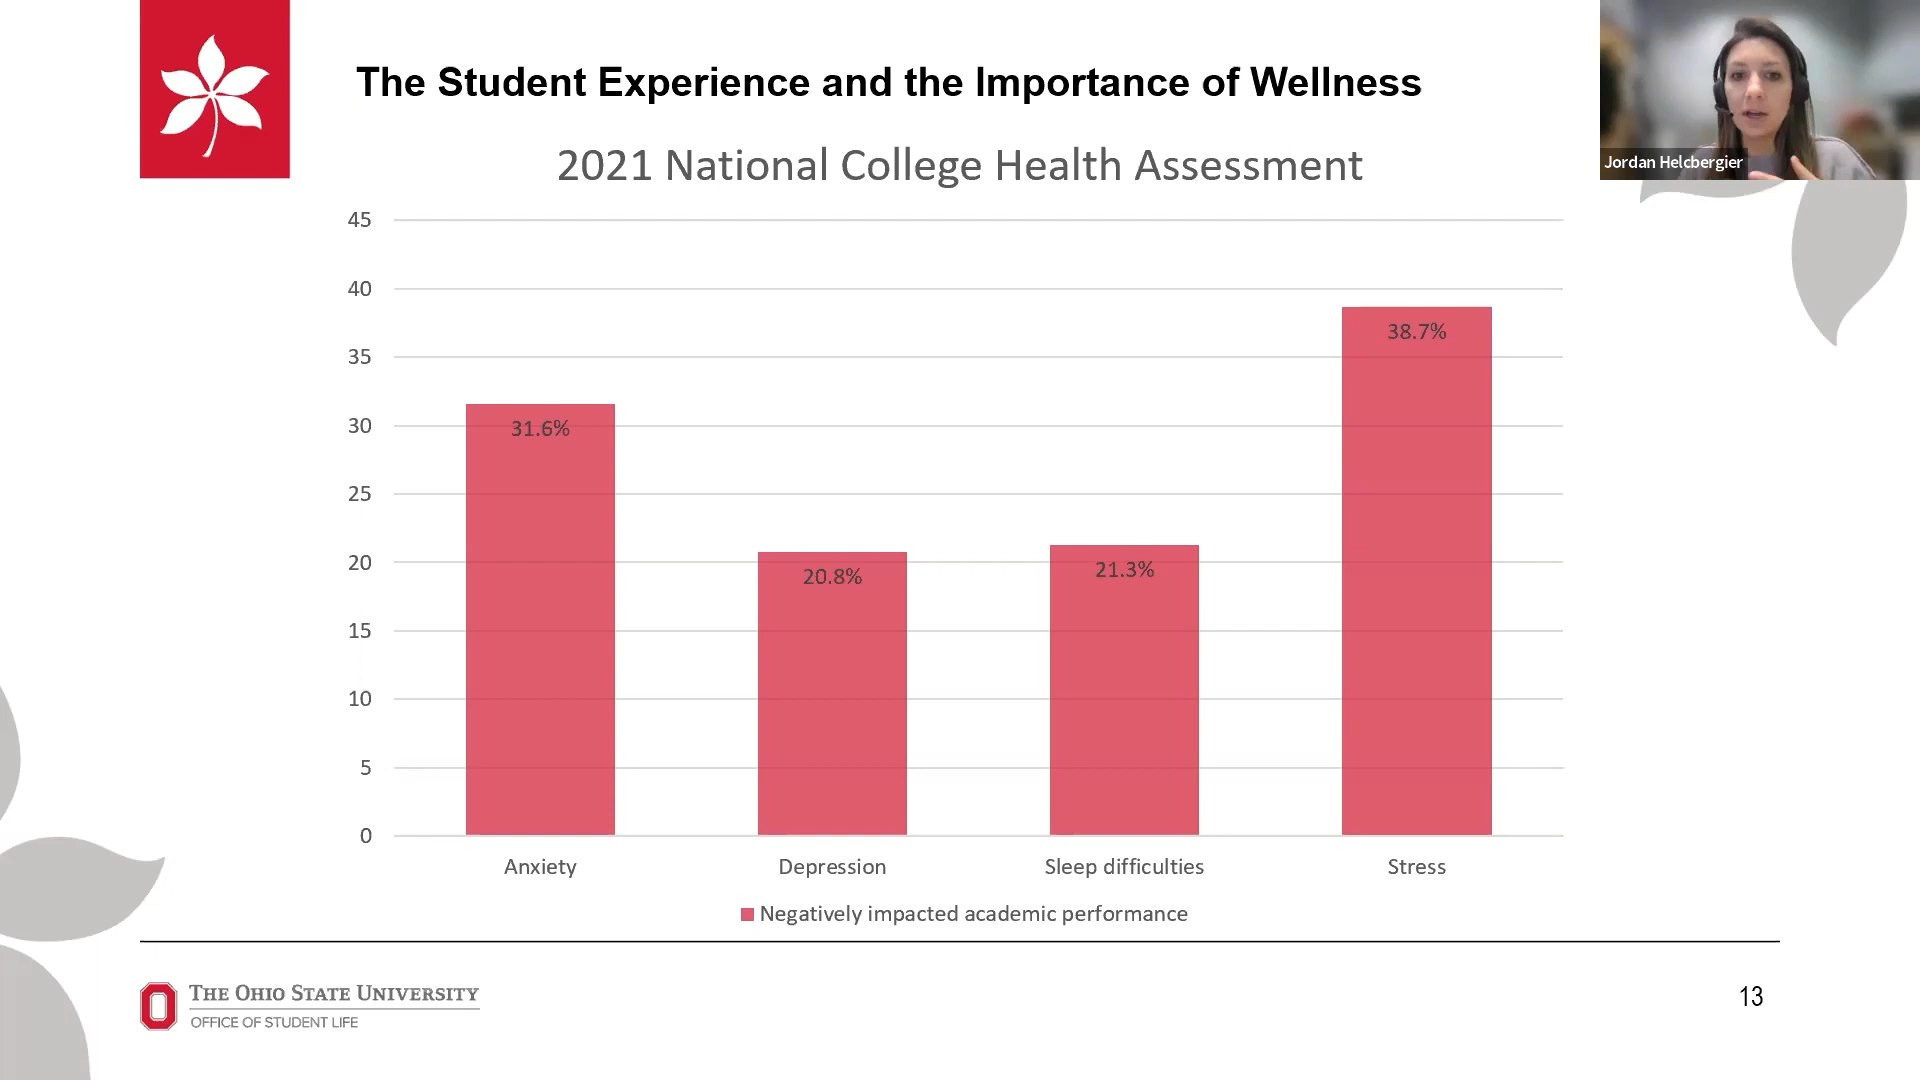 The Student Experience and the Importance of Wellness
Jordan Helcbergier
2021 National College Health Assessment
45
40
35
30
25
20
15
10
5
0
31.6%
20.8%
21.3%
38.7%
Anxiety
Depression
Sleep difficulties
Stress
Negatively impacted academic performance
THE OHIO STATE UNIVERSITY
OFFICE OF STUDENT LIFE
13